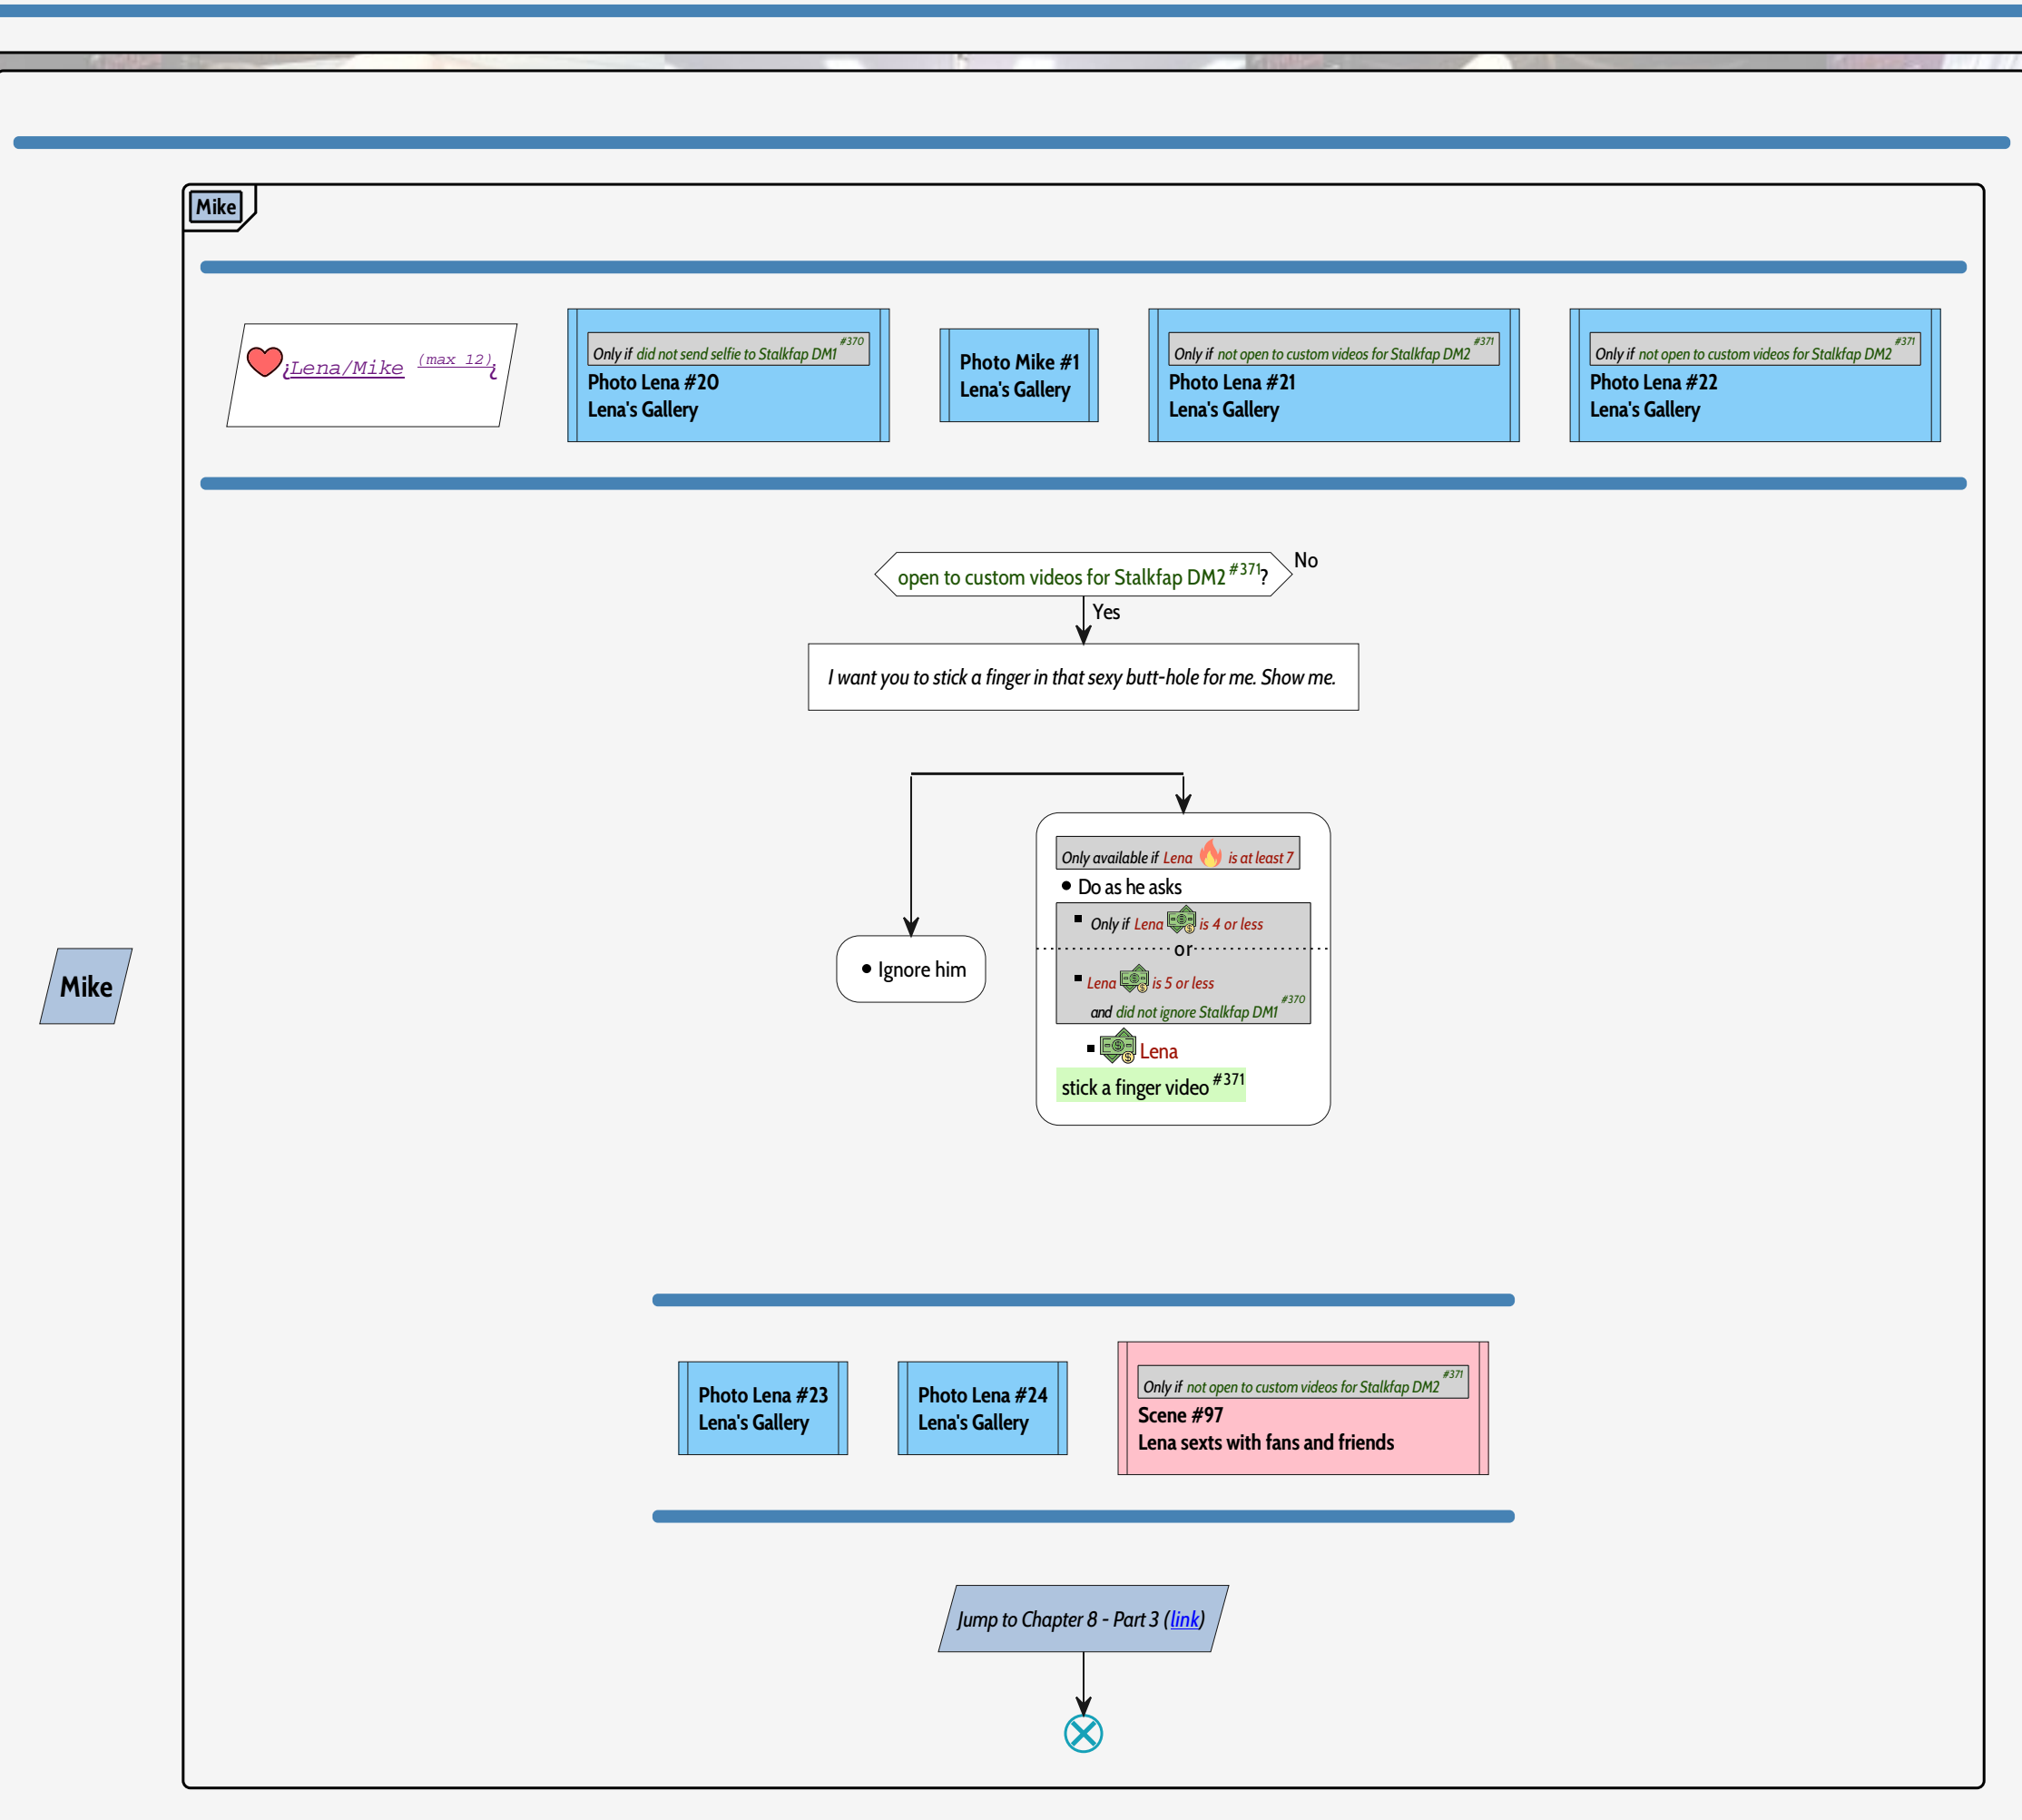 Mike
¿Lena/Mike (max 12)¿
Only if did not send selfie to Stalkfap DM1 #370
Photo Lena #20
Lena's Gallery
Photo Mike #1
Lena's Gallery
Only if not open to custom videos for Stalkfap DM2 #371
Photo Lena #21
Lena's Gallery
Only if not open to custom videos for Stalkfap DM2 #371
Photo Lena #22
Lena's Gallery
open to custom videos for Stalkfap DM2 #371?
No
Yes
I want you to stick a finger in that sexy butt-hole for me. Show me.
Only available if Lena 🔥 is at least 7
• Do as he asks
▪ Only if Lena 💵 is 4 or less
or
▪ Lena 💵 is 5 or less
and did not ignore Stalkfap DM1 #370
▪ 💵 Lena
stick a finger video #371
• Ignore him
Mike
Photo Lena #23
Lena's Gallery
Photo Lena #24
Lena's Gallery
Only if not open to custom videos for Stalkfap DM2 #371
Scene #97
Lena sexts with fans and friends
Jump to Chapter 8 - Part 3 (link)